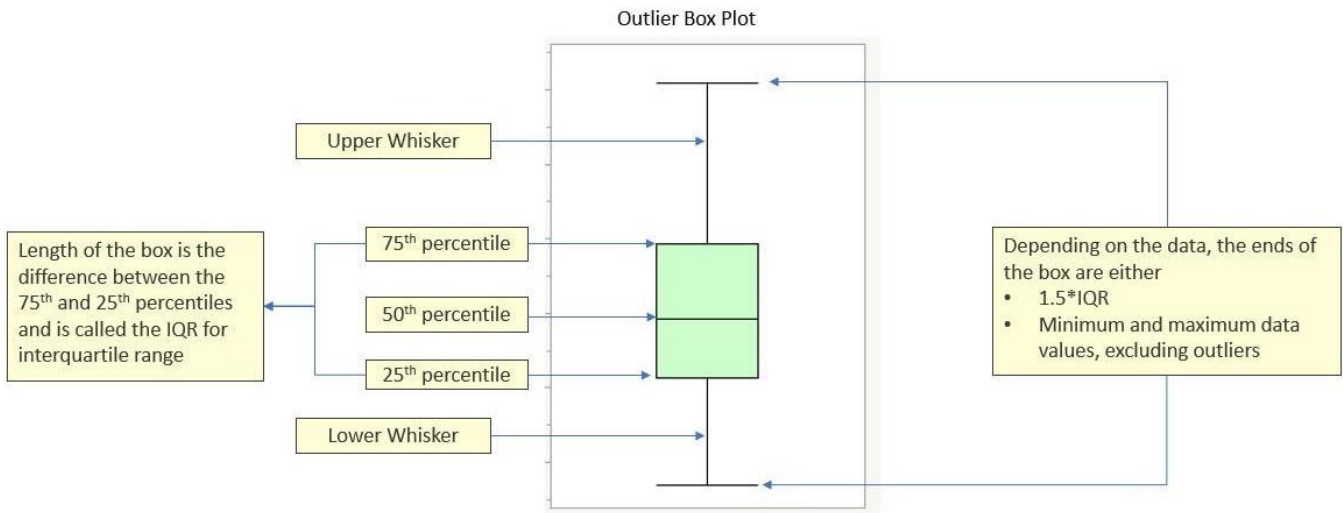 Outlier Box Plot
Upper Whisker
75th percentile
Length of the box is the
difference between the
75th and 25th percentiles
and is called the IQR for
interquartile range
50th percentile
25th percentile
Lower Whisker
Depending on the data, the ends of
the box are either
• 1.5*IQR
• Minimum and maximum data
values, excluding outliers